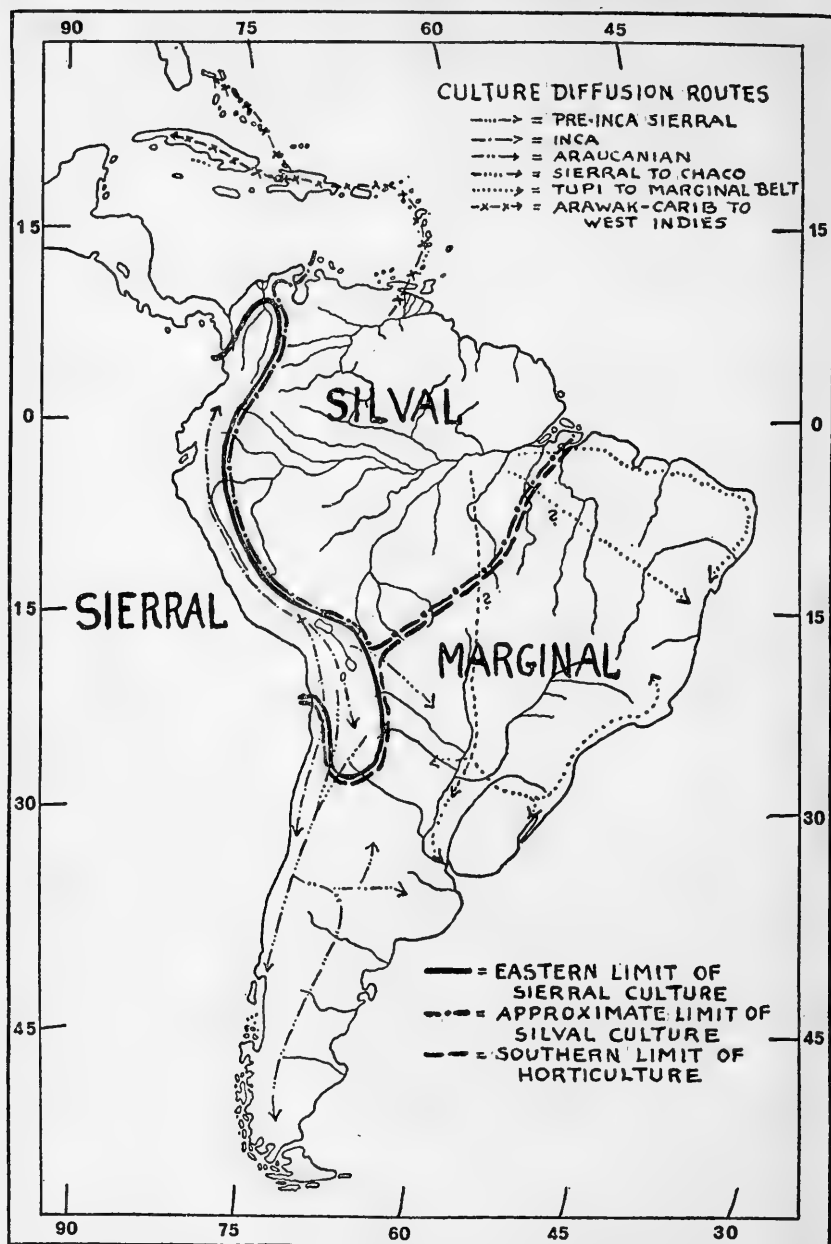 90 75 60 45
CULTURE DIFFUSION ROUTES
= PRE-INCA SIERRAL
= INCA
= ARAUCANIAN
= SIERRAL TO CHACO
= TUPI TO MARGINAL BELT
= ARAWAK-CARIB TO
WEST INDIES
15 15
SILVAL
0 0
?
?
SIERRAL
15 15
MARGINAL
30 30
= EASTERN LIMIT OF
SIERRAL CULTURE
= APPROXIMATE LIMIT OF
SILVAL CULTURE
= SOUTHERN LIMIT OF
HORTICULTURE
45 45
90 75 60 45 30